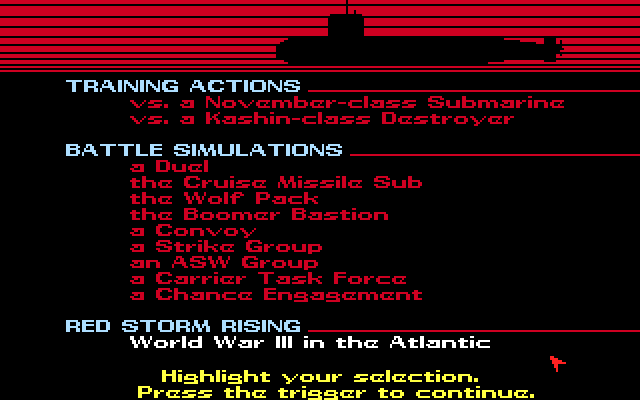 TRAINING ACTIONS
vs. a November-class Submarine
vs. a Kashin-class Destroyer
BATTLE SIMULATIONS
a Duel
the Cruise Missile Sub
the Wolf Pack
the Boomer Bastion
a Convoy
a Strike Group
an ASW Group
a Carrier Task Force
a Chance Engagement
RED STORM RISING
World War III in the Atlantic
Highlight your selection.
Press the trigger to continue.